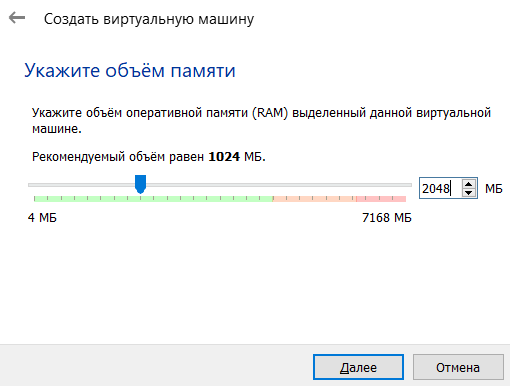 Создать виртуальную машину
Укажите объём памяти
Укажите объём оперативной памяти (RAM) выделенный данной виртуальной
машине.
Рекомендуемый объём равен 1024 МБ.
2048 МБ
4 МБ 7168 МБ
Далее Отмена